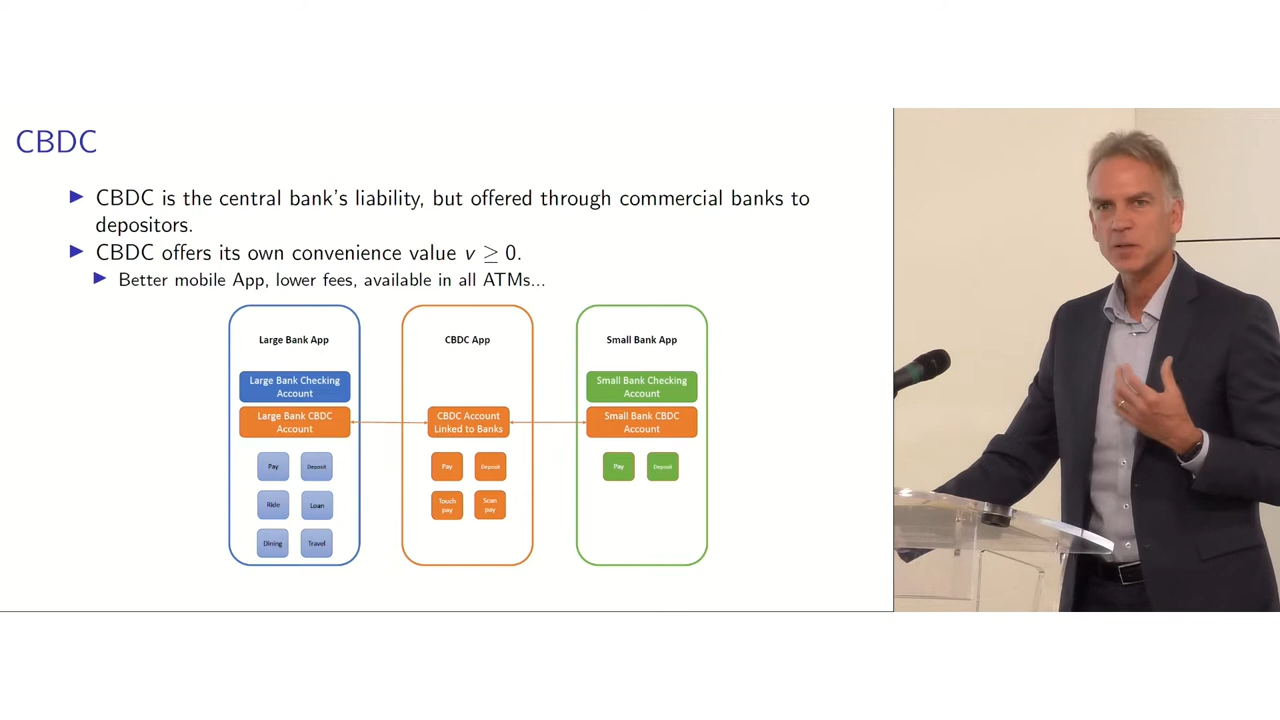 CBDC
▶ CBDC is the central bank's liability, but offered through commercial banks to
depositors.
▶ CBDC offers its own convenience value v ≥ 0.
▶ Better mobile App, lower fees, available in all ATMs...
Large Bank App
Large Bank Checking
Account
Large Bank CBDC
Account
Pay
Deposit
Ride
Loan
Dining
Travel
CBDC App
CBDC Account
Linked to Banks
Pay
Deposit
Touch
pay
Scan
pay
Small Bank App
Small Bank Checking
Account
Small Bank CBDC
Account
Pay
Deposit